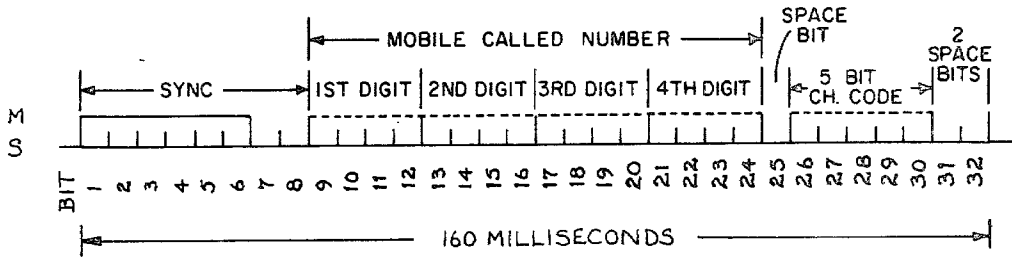 SPACE
BIT
MOBILE CALLED NUMBER
2
SPACE
BITS
SYNC
1ST DIGIT
2ND DIGIT
3RD DIGIT
4TH DIGIT
5 BIT
CH. CODE
M
S
BIT
1
2
3
4
5
6
7
8
9
10
11
12
13
14
15
16
17
18
19
20
21
22
23
24
25
26
27
28
29
30
31
32
160 MILLISECONDS